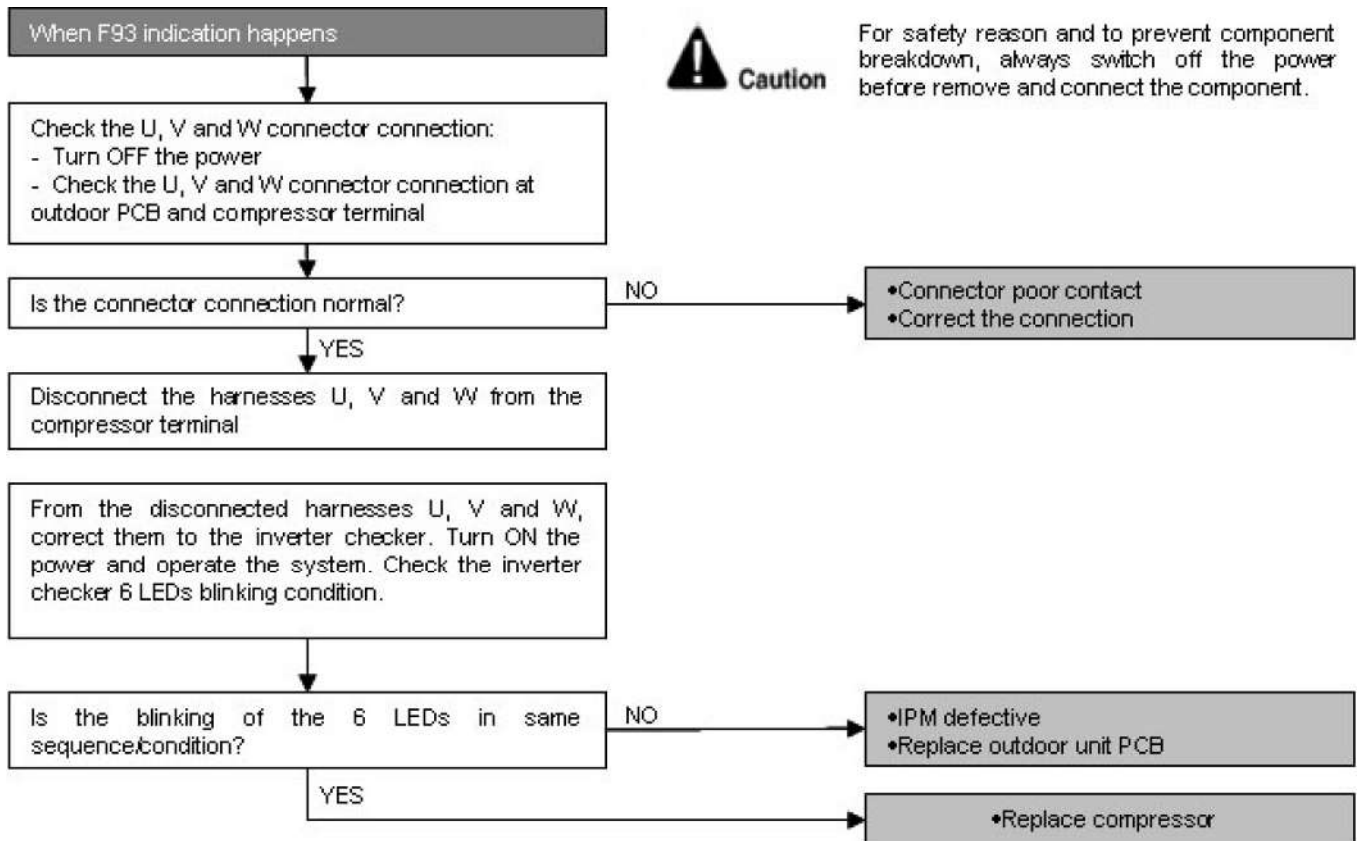 When F93 indication happens
Caution
For safety reason and to prevent component
breakdown, always switch off the power
before remove and connect the component.
Check the U, V and W connector connection:
- Turn OFF the power
- Check the U, V and W connector connection at
outdoor PCB and compressor terminal
Is the connector connection normal?
NO
•Connector poor contact
•Correct the connection
YES
Disconnect the harnesses U, V and W from the
compressor terminal
From the disconnected harnesses U, V and W,
correct them to the inverter checker. Turn ON the
power and operate the system. Check the inverter
checker 6 LEDs blinking condition.
Is the blinking of the 6 LEDs in same
sequence/condition?
NO
•IPM defective
•Replace outdoor unit PCB
YES
•Replace compressor